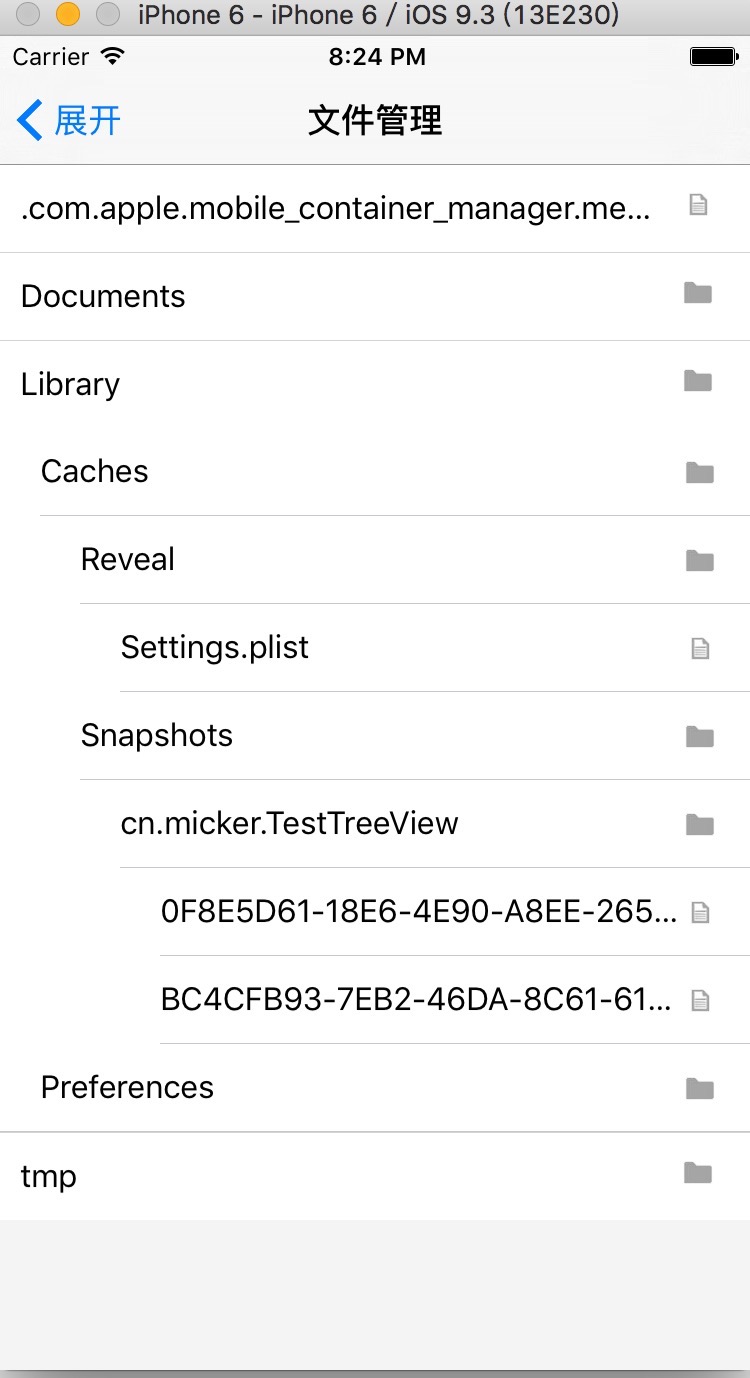 iPhone 6 - iPhone 6 / iOS 9.3 (13E230)
Carrier 8:24 PM
展开 文件管理
.com.apple.mobile_container_manager.me...
Documents
Library
Caches
Reveal
Settings.plist
Snapshots
cn.micker.TestTreeView
0F8E5D61-18E6-4E90-A8EE-265...
BC4CFB93-7EB2-46DA-8C61-61...
Preferences
tmp